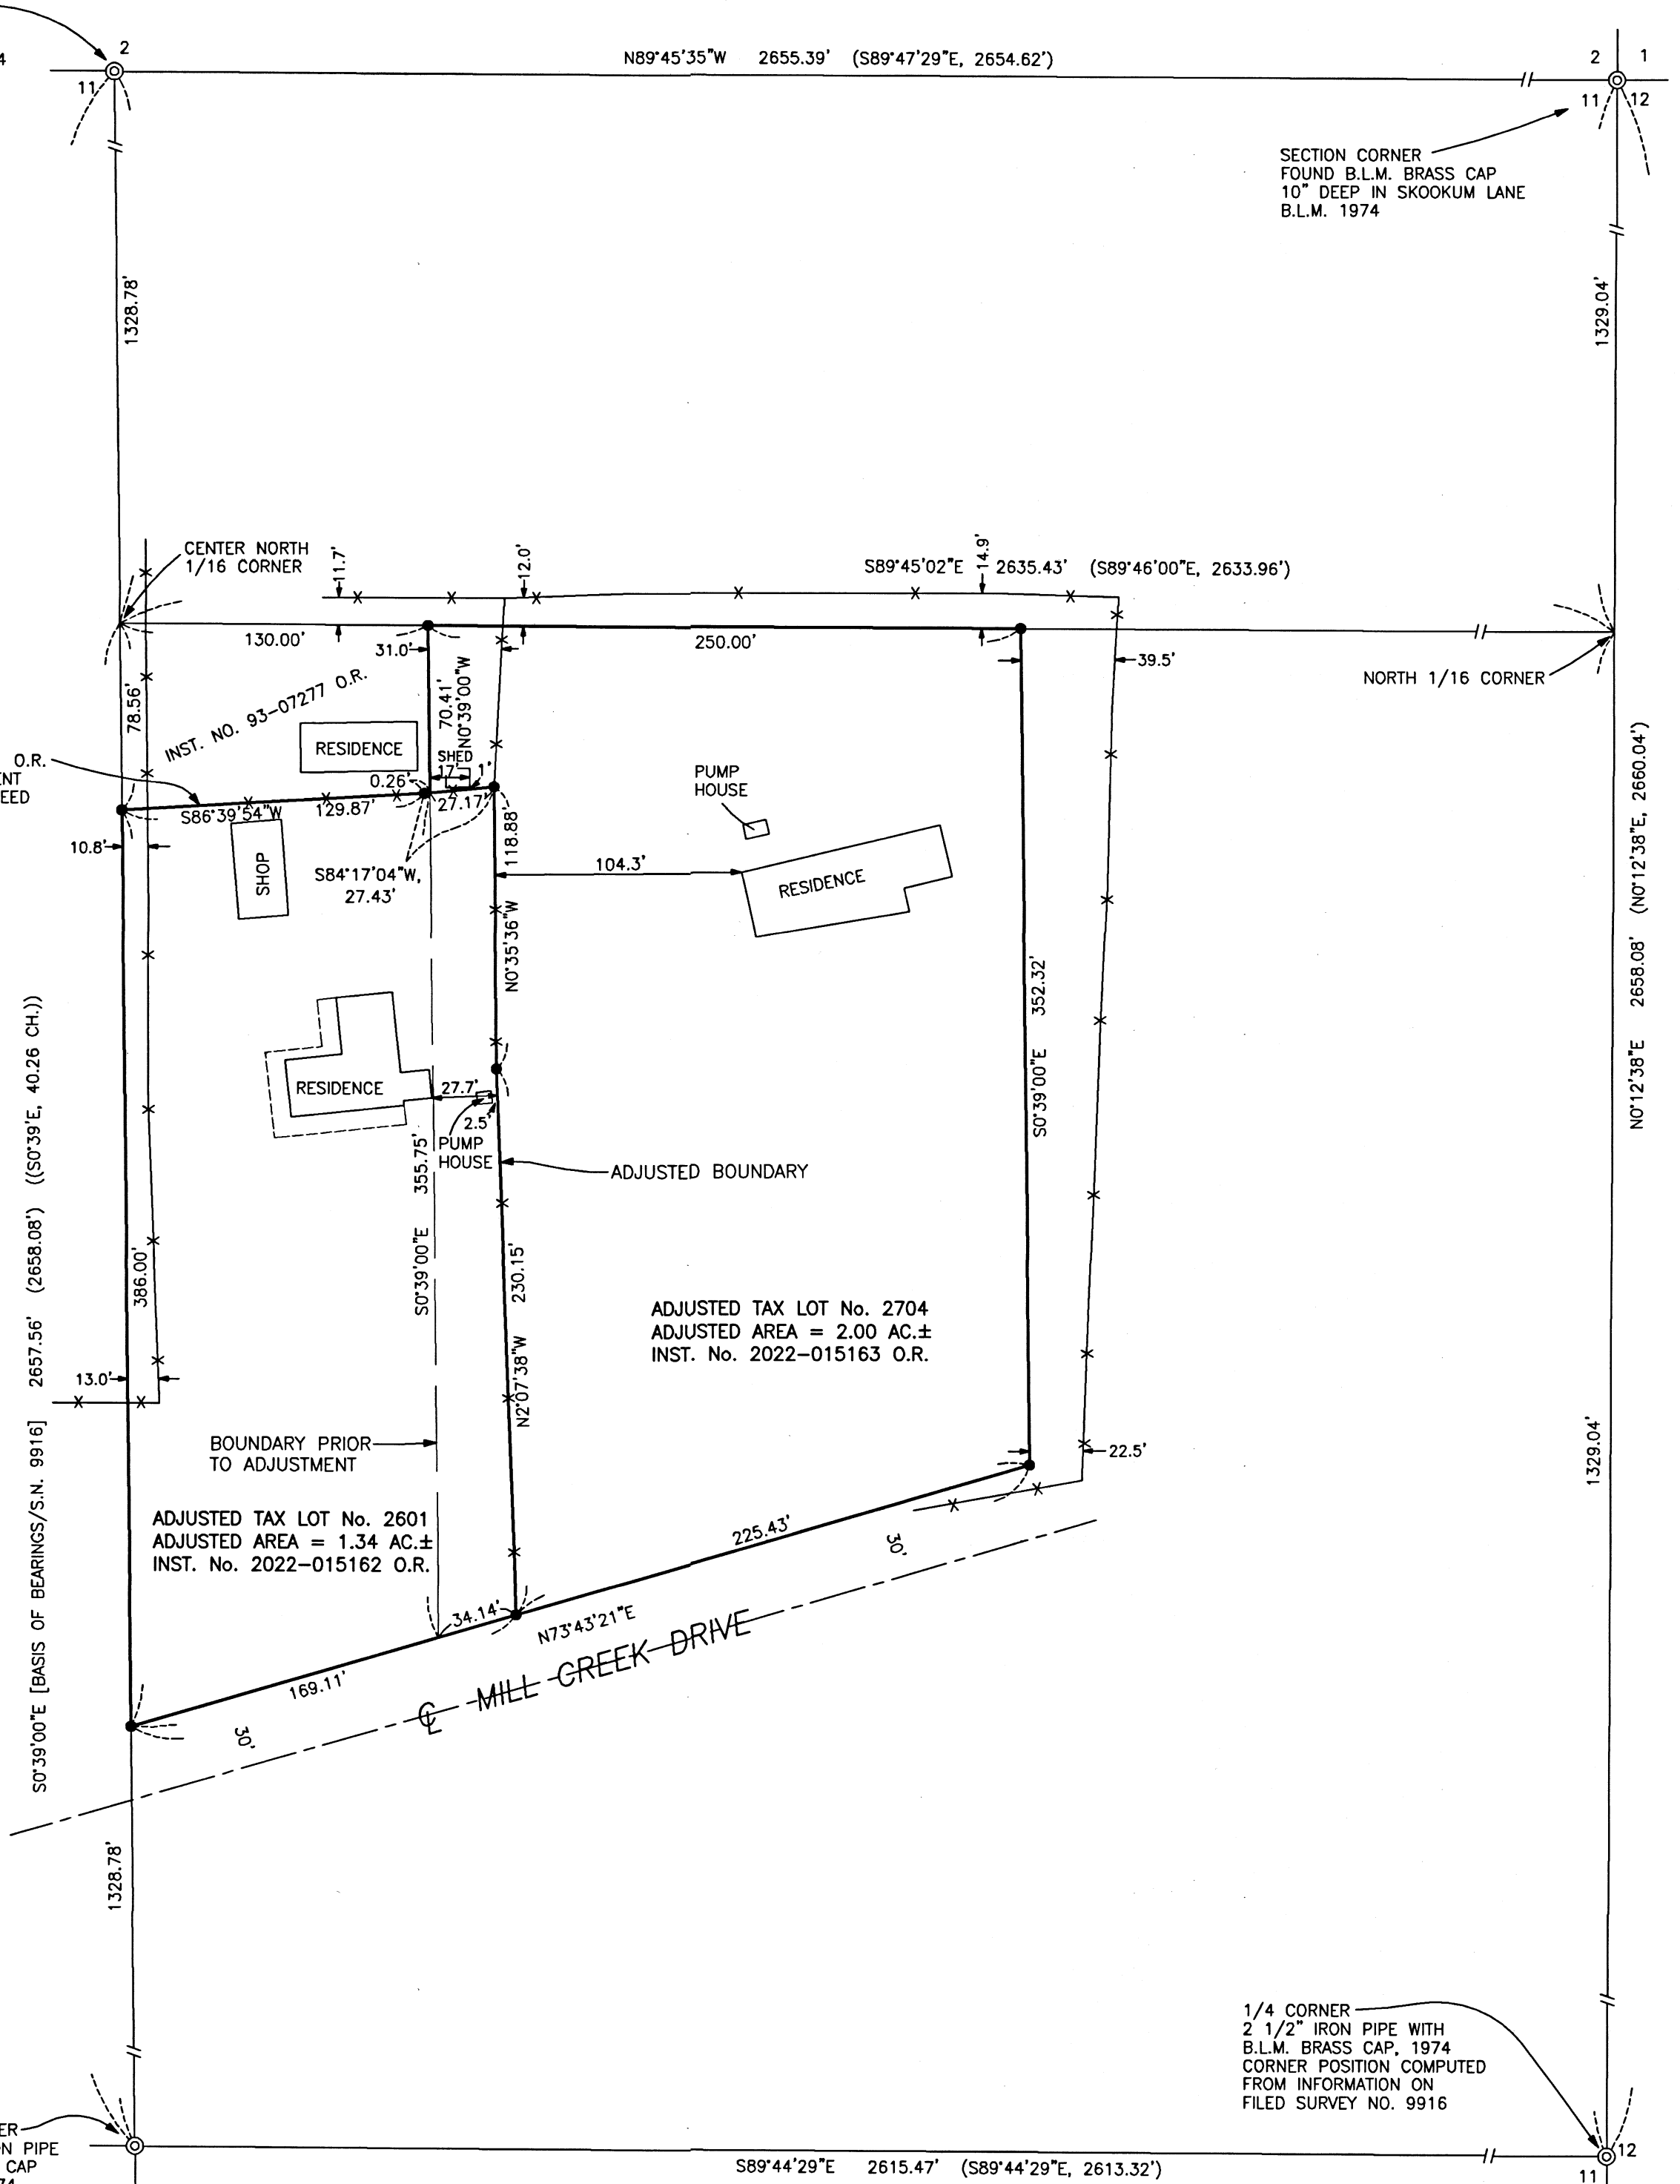 2
N89°45'35"W 2655.39' (S89°47'29"E, 2654.62')
2 1
4
11
11 12
SECTION CORNER
FOUND B.L.M. BRASS CAP
10" DEEP IN SKOOKUM LANE
B.L.M. 1974
1328.78'
1329.04'
CENTER NORTH
1/16 CORNER
11.7'
12.0'
14.9'
S89°45'02"E 2635.43' (S89°46'00"E, 2633.96')
130.00'
31.0'
250.00'
39.5'
NORTH 1/16 CORNER
78.56'
INST. NO. 93-07277 O.R.
70.41'
N0°39'00"W
RESIDENCE
SHED
17'
1'
0.26'
O.R.
ENT
EED
S86°39'54"W
129.87'
27.17'
PUMP
HOUSE
10.8'
SHOP
S84°17'04"W,
27.43'
118.88'
N0°35'36"W
104.3'
RESIDENCE
352.32'
S0°39'00"E
N0°12'38"E 2658.08' (N0°12'38"E, 2660.04')
RESIDENCE
27.7'
2.5'
PUMP
HOUSE
355.75'
S0°39'00"E
ADJUSTED BOUNDARY
386.00'
230.15'
N2°07'38"W
S0°39'00"E [BASIS OF BEARINGS/S.N. 9916] 2657.56' (2658.08') ((S0°39'E, 40.26 CH.))
ADJUSTED TAX LOT No. 2704
ADJUSTED AREA = 2.00 AC.±
INST. No. 2022-015163 O.R.
13.0'
BOUNDARY PRIOR
TO ADJUSTMENT
22.5'
1329.04'
ADJUSTED TAX LOT No. 2601
ADJUSTED AREA = 1.34 AC.±
INST. No. 2022-015162 O.R.
225.43'
30'
34.14'
N73°43'21"E
169.11'
℄ MILL CREEK DRIVE
30'
1328.78'
1/4 CORNER
2 1/2" IRON PIPE WITH
B.L.M. BRASS CAP, 1974
CORNER POSITION COMPUTED
FROM INFORMATION ON
FILED SURVEY NO. 9916
ER
N PIPE
CAP
74
12
11
S89°44'29"E 2615.47' (S89°44'29"E, 2613.32')